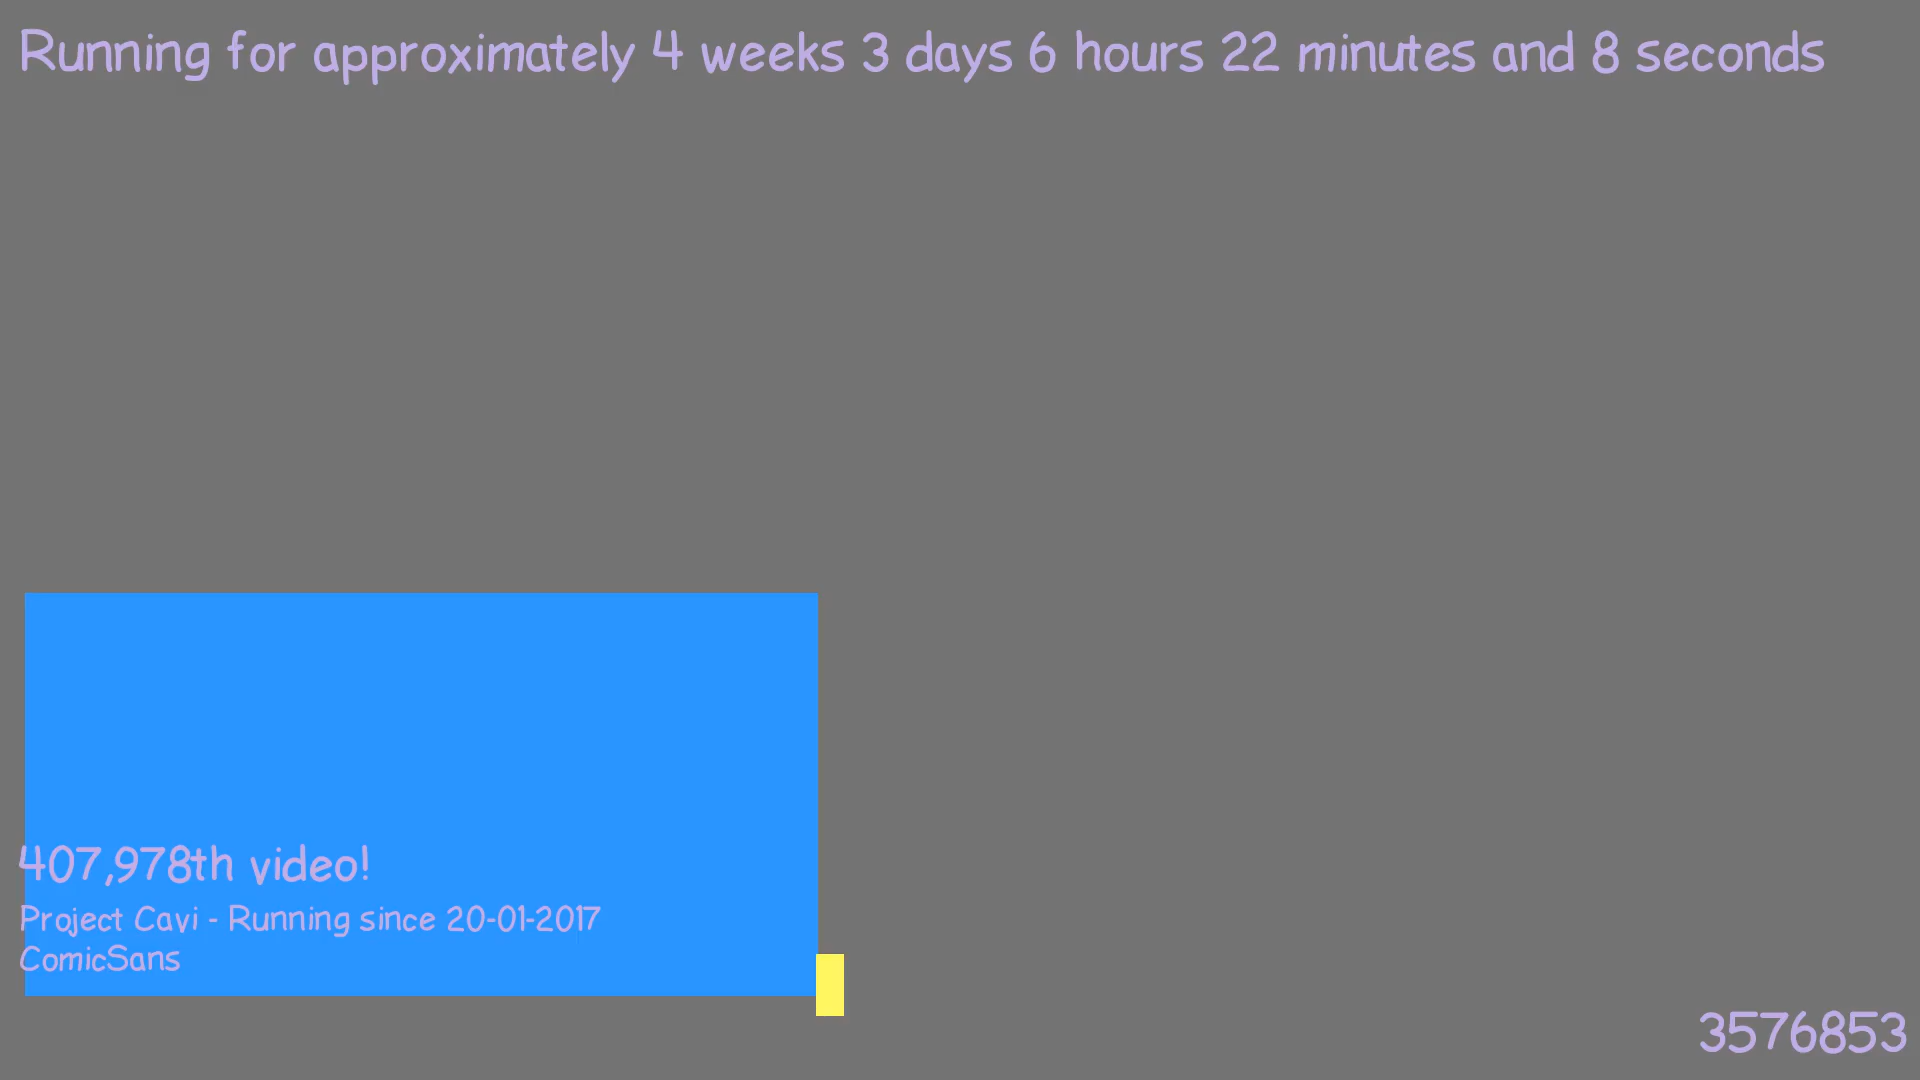 Running for approximately 4 weeks 3 days 6 hours 22 minutes and 8 seconds
407,978th video!
Project Cavi - Running since 20-01-2017
ComicSans
3576853